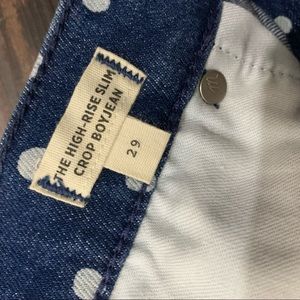 THE HIGH-RISE SLIM
CROP BOYJEAN
29